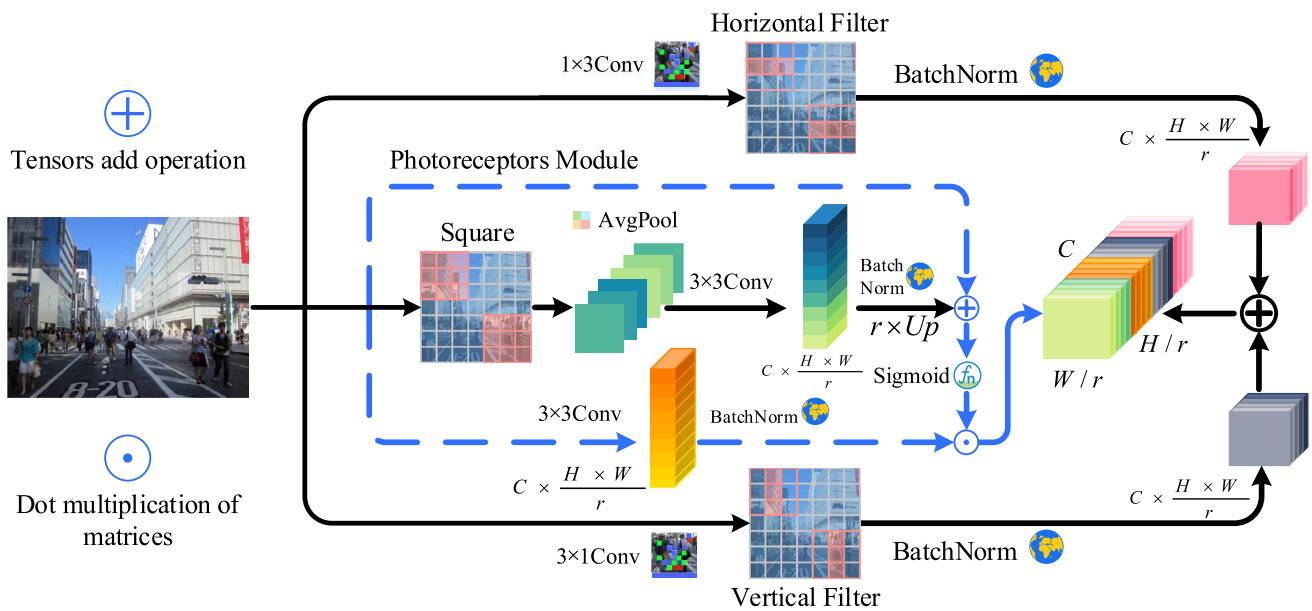 Horizontal Filter
1×3Conv
BatchNorm
C × H × W / r
Tensors add operation
Photoreceptors Module
Square
AvgPool
3×3Conv
Batch
Norm
r × Up
C × H × W / r
Sigmoid
fn
C
H / r
W / r
8-20
3×3Conv
BatchNorm
C × H × W / r
Dot multiplication of
matrices
C × H × W / r
3×1Conv
BatchNorm
Vertical Filter